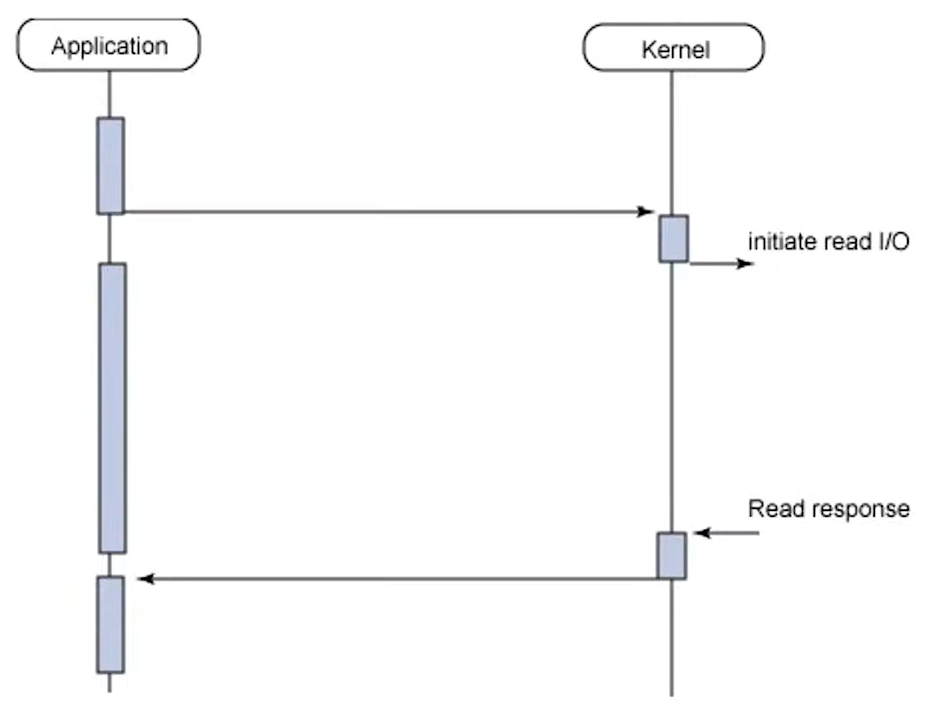 Application
Kernel
initiate read I/O
Read response